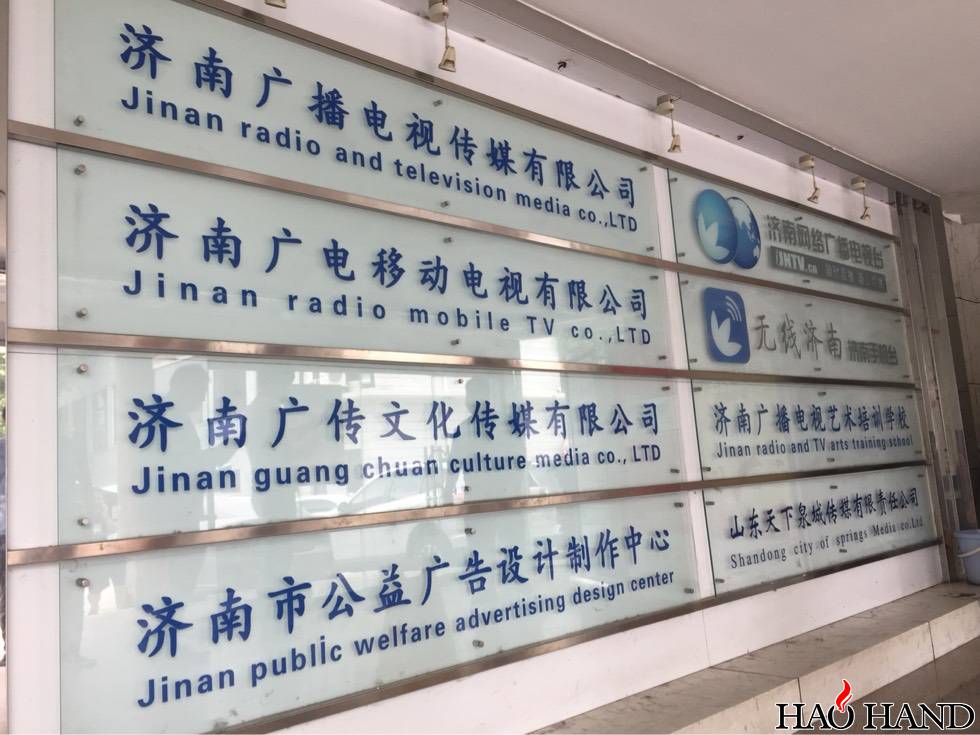 济南广播电视传媒有限公司
Jinan radio and television media co.,LTD
济南广电移动电视有限公司
Jinan radio mobile TV co.,LTD
济南广传文化传媒有限公司
Jinan guang chuan culture media co., LTD
济南市公益广告设计制作中心
Jinan public welfare advertising design center
济南网络广播电视台
JNTV.cn
无线济南 济南手机台
济南广播电视艺术培训学校
Jinan radio and TV arts training school
山东天下泉城传媒有限责任公司
Shandong city of springs Media co.Ltd
HAO HAND